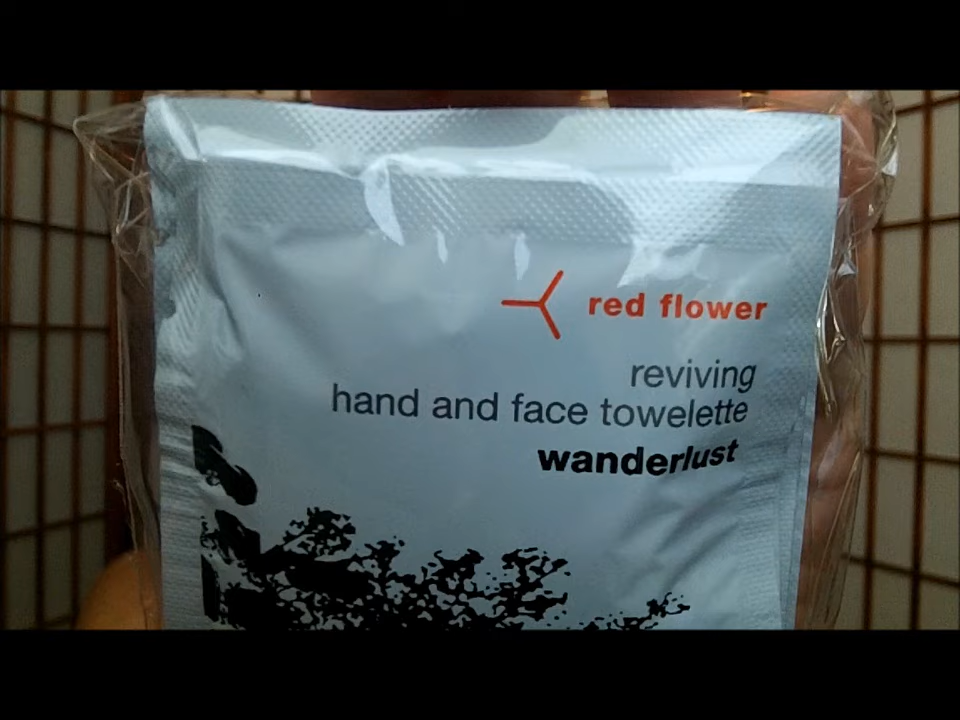 red flower
reviving
hand and face towelette
wanderlust